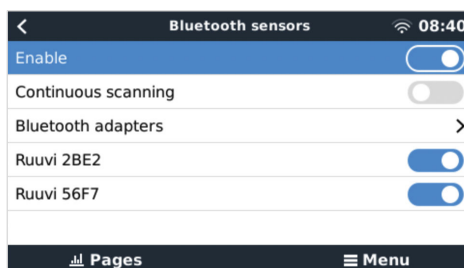 Bluetooth sensors 08:40
Enable
Continuous scanning
Bluetooth adapters
Ruuvi 2BE2
Ruuvi 56F7
Pages Menu